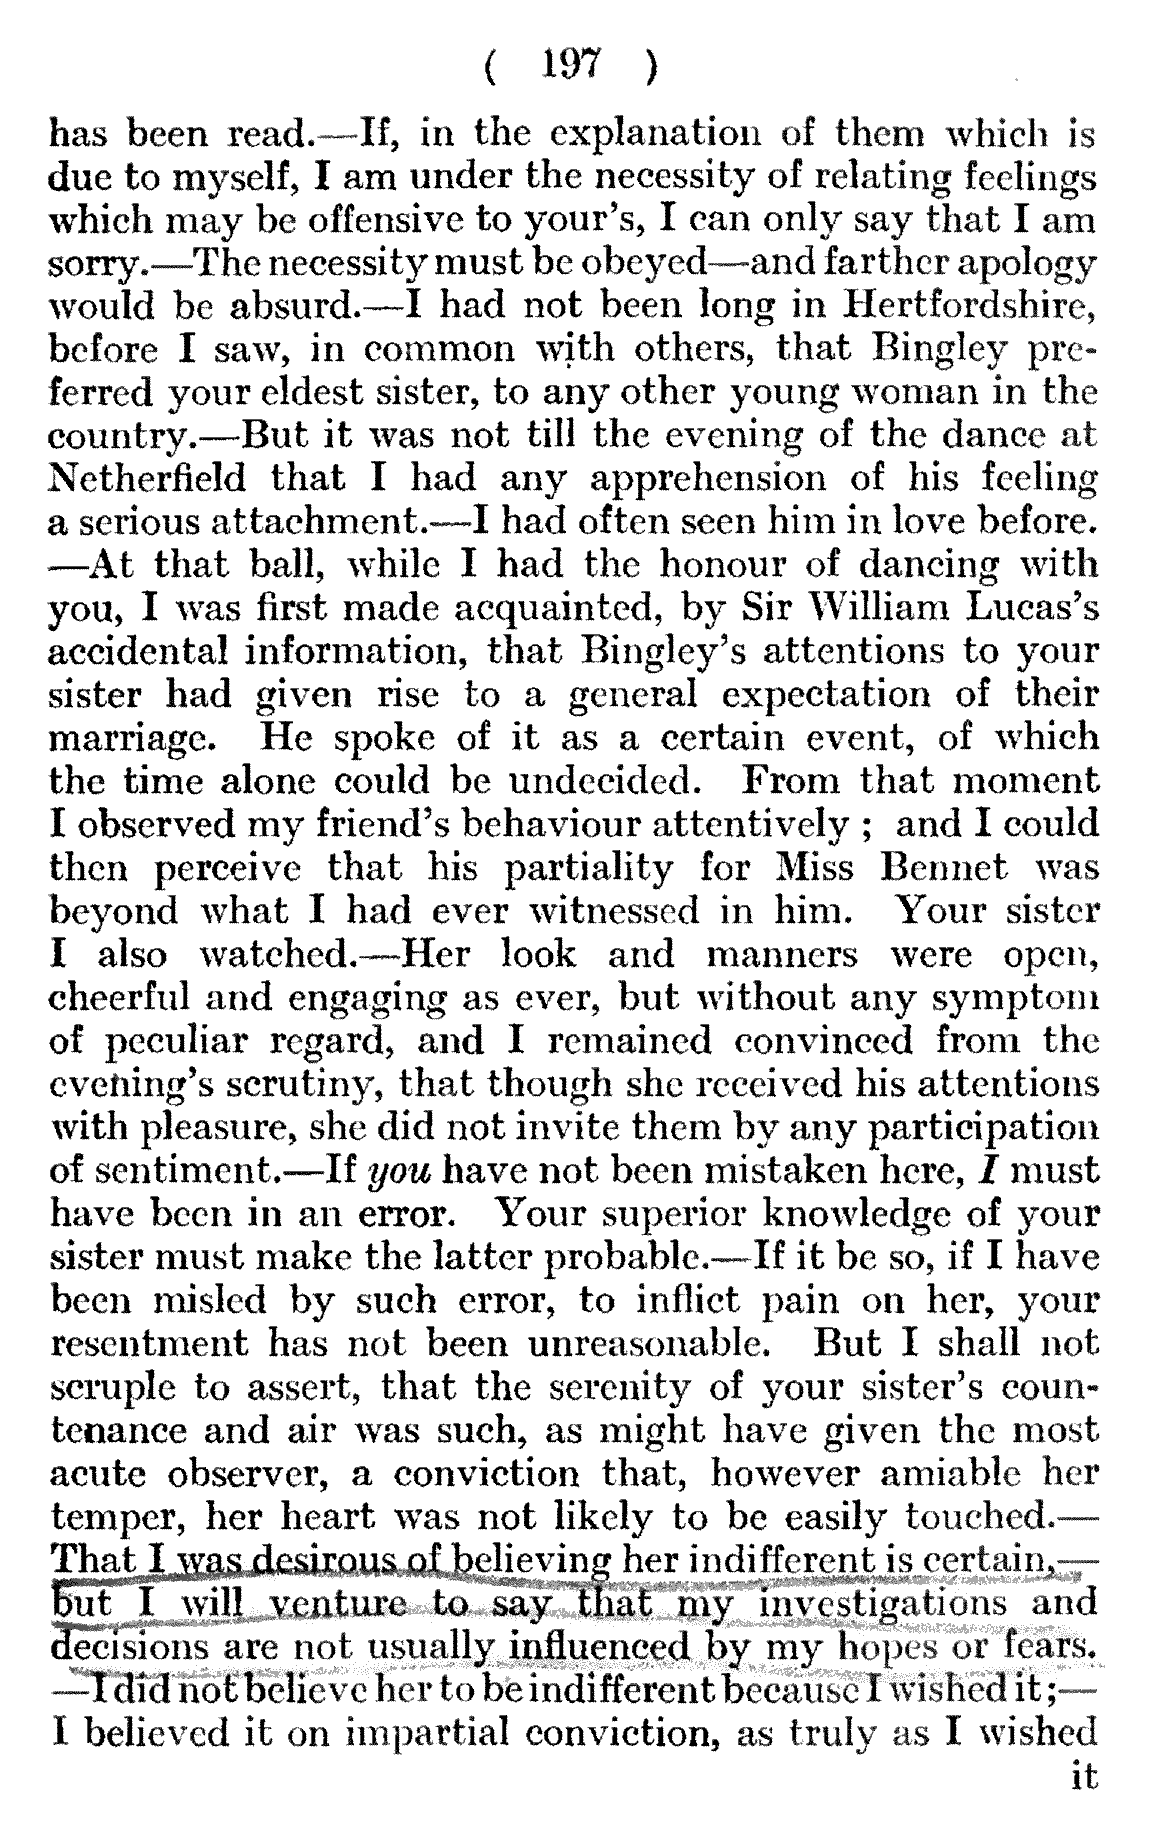 ( 197 )
has been read.—If, in the explanation of them which is
due to myself, I am under the necessity of relating feelings
which may be offensive to your's, I can only say that I am
sorry.—The necessity must be obeyed—and farther apology
would be absurd.—I had not been long in Hertfordshire,
before I saw, in common with others, that Bingley pre-
ferred your eldest sister, to any other young woman in the
country.—But it was not till the evening of the dance at
Netherfield that I had any apprehension of his feeling
a serious attachment.—I had often seen him in love before.
—At that ball, while I had the honour of dancing with
you, I was first made acquainted, by Sir William Lucas's
accidental information, that Bingley's attentions to your
sister had given rise to a general expectation of their
marriage. He spoke of it as a certain event, of which
the time alone could be undecided. From that moment
I observed my friend's behaviour attentively ; and I could
then perceive that his partiality for Miss Bennet was
beyond what I had ever witnessed in him. Your sister
I also watched.—Her look and manners were open,
cheerful and engaging as ever, but without any symptom
of peculiar regard, and I remained convinced from the
evening's scrutiny, that though she received his attentions
with pleasure, she did not invite them by any participation
of sentiment.—If you have not been mistaken here, I must
have been in an error. Your superior knowledge of your
sister must make the latter probable.—If it be so, if I have
been misled by such error, to inflict pain on her, your
resentment has not been unreasonable. But I shall not
scruple to assert, that the serenity of your sister's coun-
tenance and air was such, as might have given the most
acute observer, a conviction that, however amiable her
temper, her heart was not likely to be easily touched.—
That I was desirous of believing her indifferent is certain,—
but I will venture to say that my investigations and
decisions are not usually influenced by my hopes or fears.
—I did not believe her to be indifferent because I wished it ;—
I believed it on impartial conviction, as truly as I wished
it